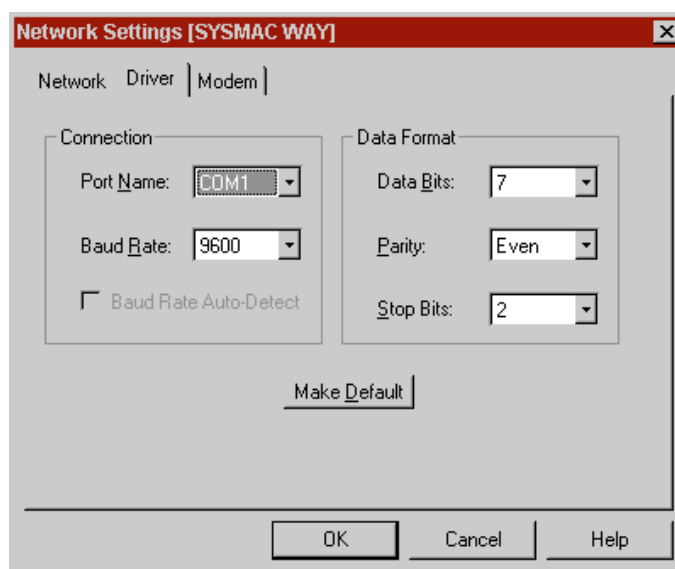 Network Settings [SYSMAC WAY]
Network Driver Modem
Connection
Port Name: COM1
Baud Rate: 9600
Baud Rate Auto-Detect
Data Format
Data Bits: 7
Parity: Even
Stop Bits: 2
Make Default
OK Cancel Help